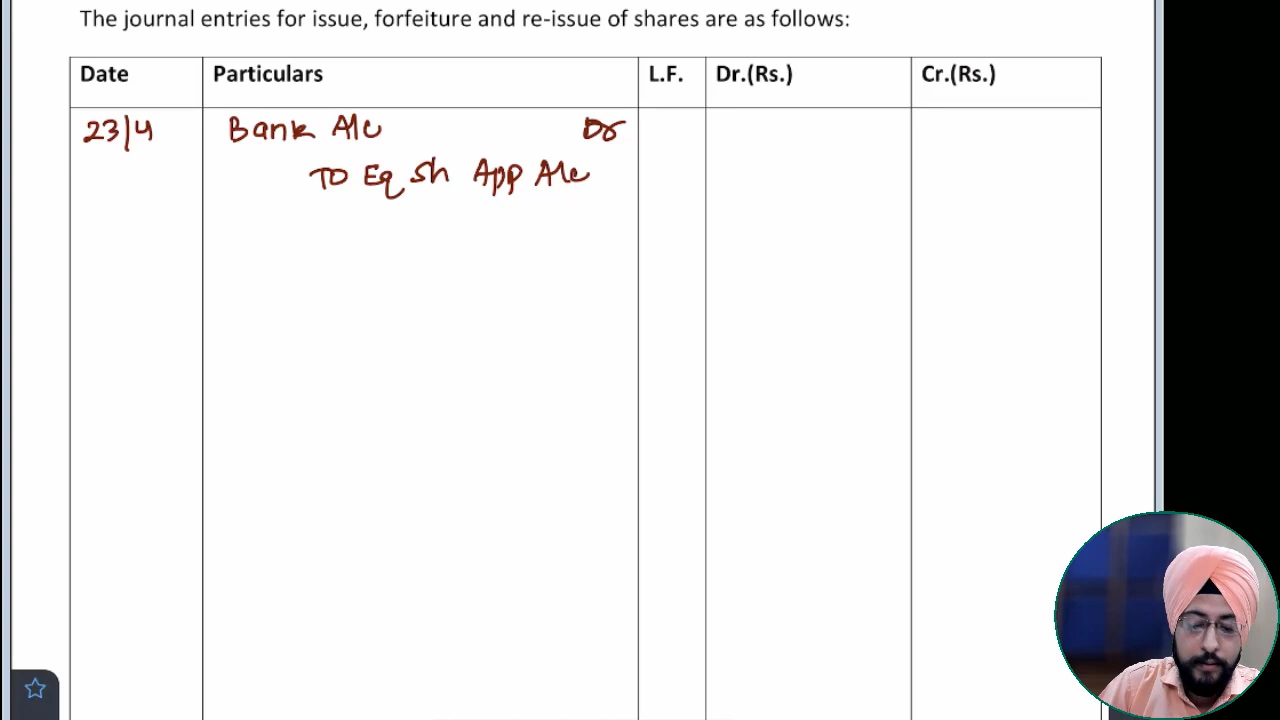 The journal entries for issue, forfeiture and re-issue of shares are as follows:
Date Particulars L.F. Dr.(Rs.) Cr.(Rs.)
23/4 Bank A/c Dr
To Eq Sh App A/c